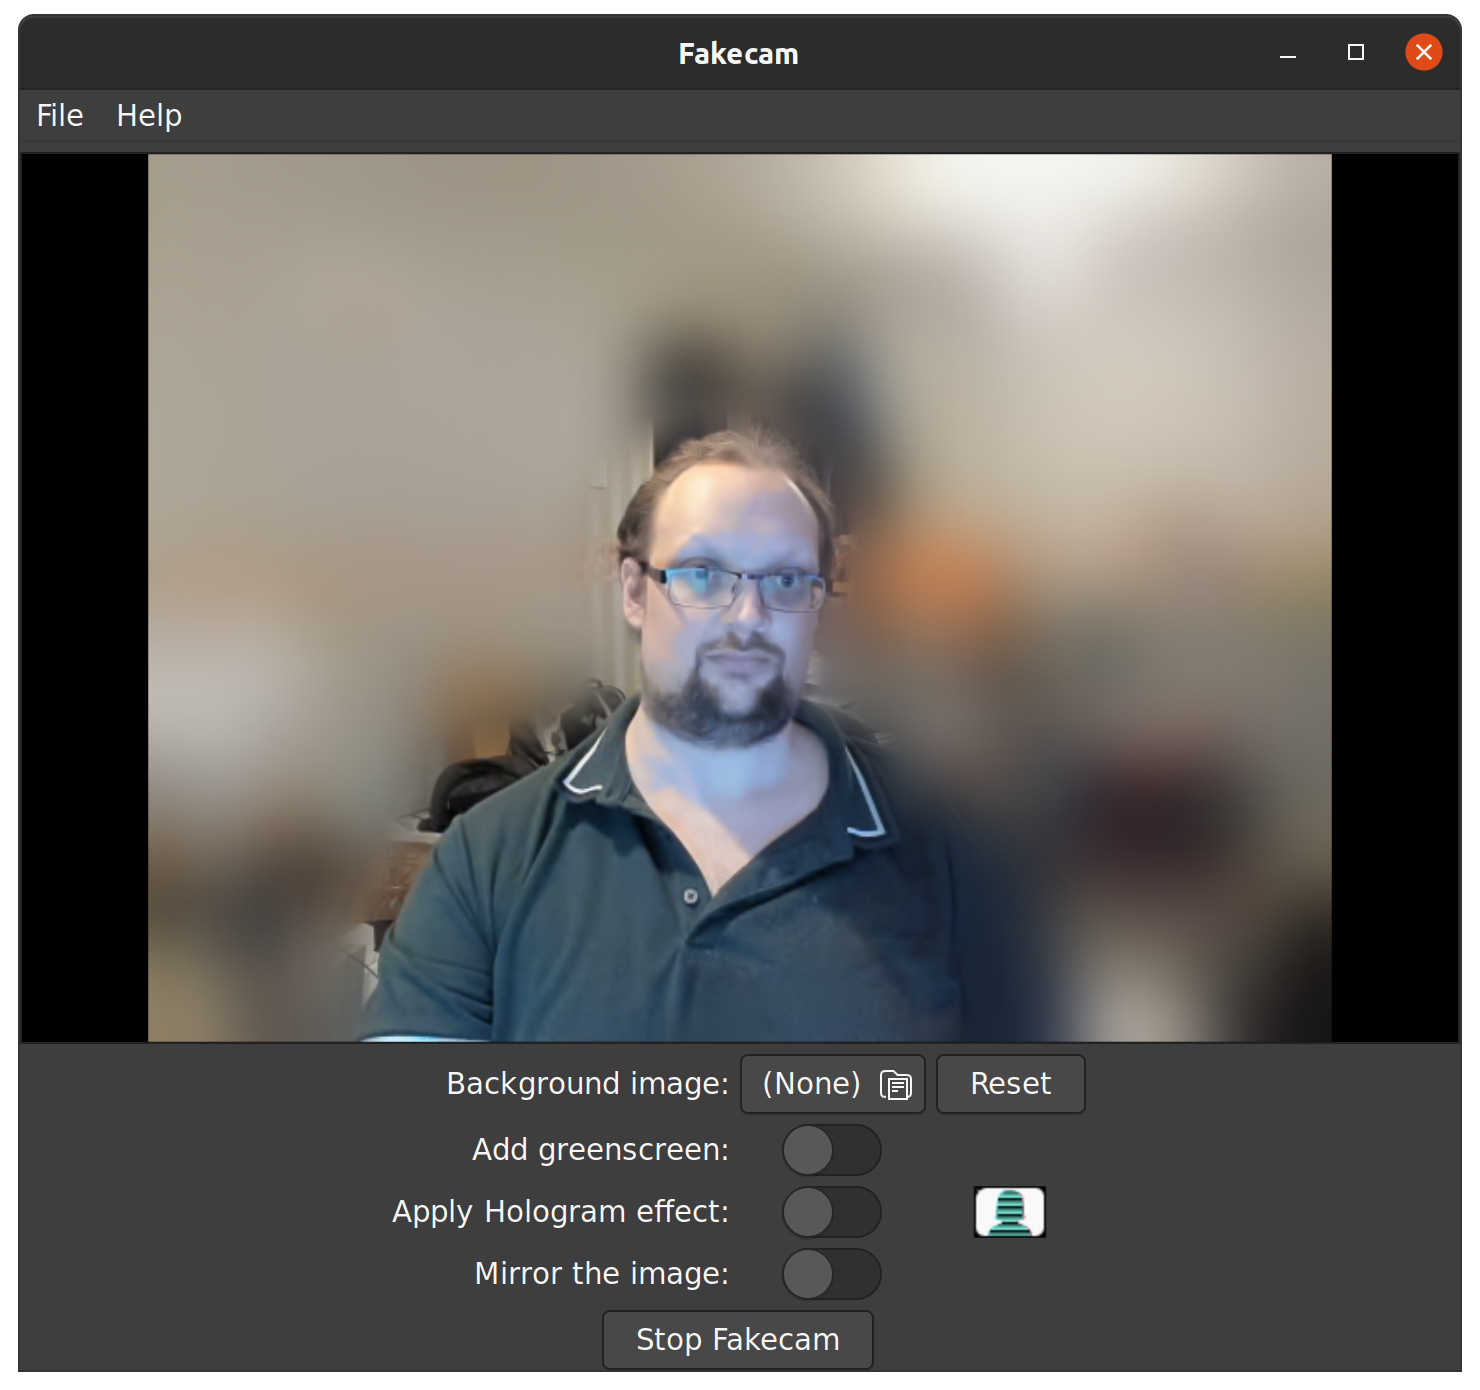 Fakecam
File Help
Background image: (None) Reset
Add greenscreen:
Apply Hologram effect:
Mirror the image:
Stop Fakecam